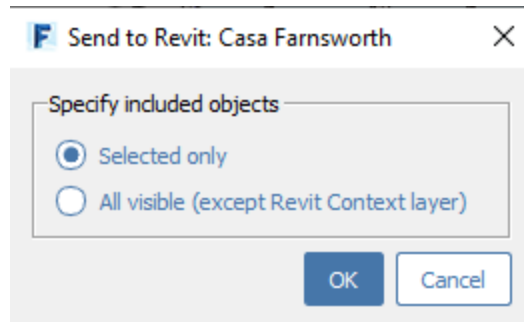 Send to Revit: Casa Farnsworth
Specify included objects
Selected only
All visible (except Revit Context layer)
OK Cancel